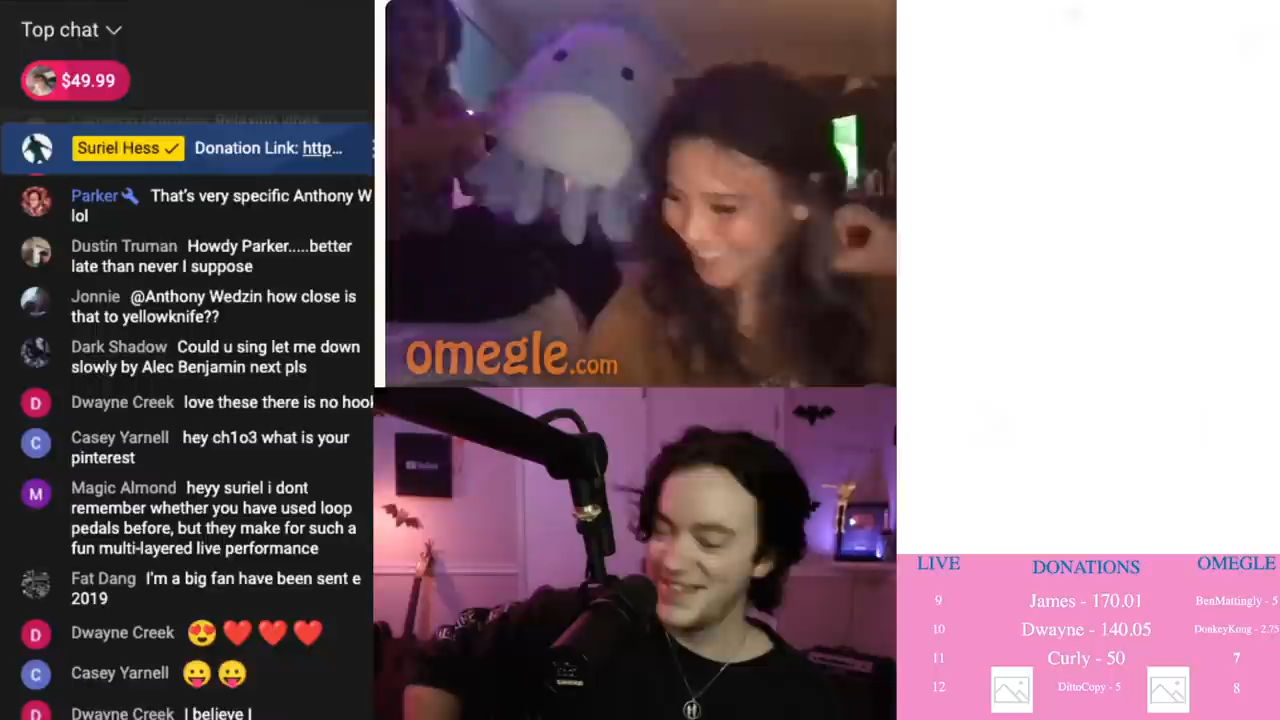 Top chat
$49.99
Suriel Hess Donation Link: http...
Parker That's very specific Anthony W
lol
Dustin Truman Howdy Parker.....better
late than never I suppose
Jonnie @Anthony Wedzin how close is
that to yellowknife??
Dark Shadow Could u sing let me down
slowly by Alec Benjamin next pls
D Dwayne Creek love these there is no hook
C Casey Yarnell hey ch1o3 what is your
pinterest
M Magic Almond heyy suriel i dont
remember whether you have used loop
pedals before, but they make for such a
fun multi-layered live performance
Fat Dang I'm a big fan have been sent e
2019
D Dwayne Creek 😍❤️❤️❤️
C Casey Yarnell 😛😛
D Dwayne Creek I believe I
omegle.com
LIVE DONATIONS OMEGLE
9 James - 170.01 BenMattingly - 5
10 Dwayne - 140.05 DonkeyKong - 2.75
11 Curly - 50 7
12 DittoCopy - 5 8